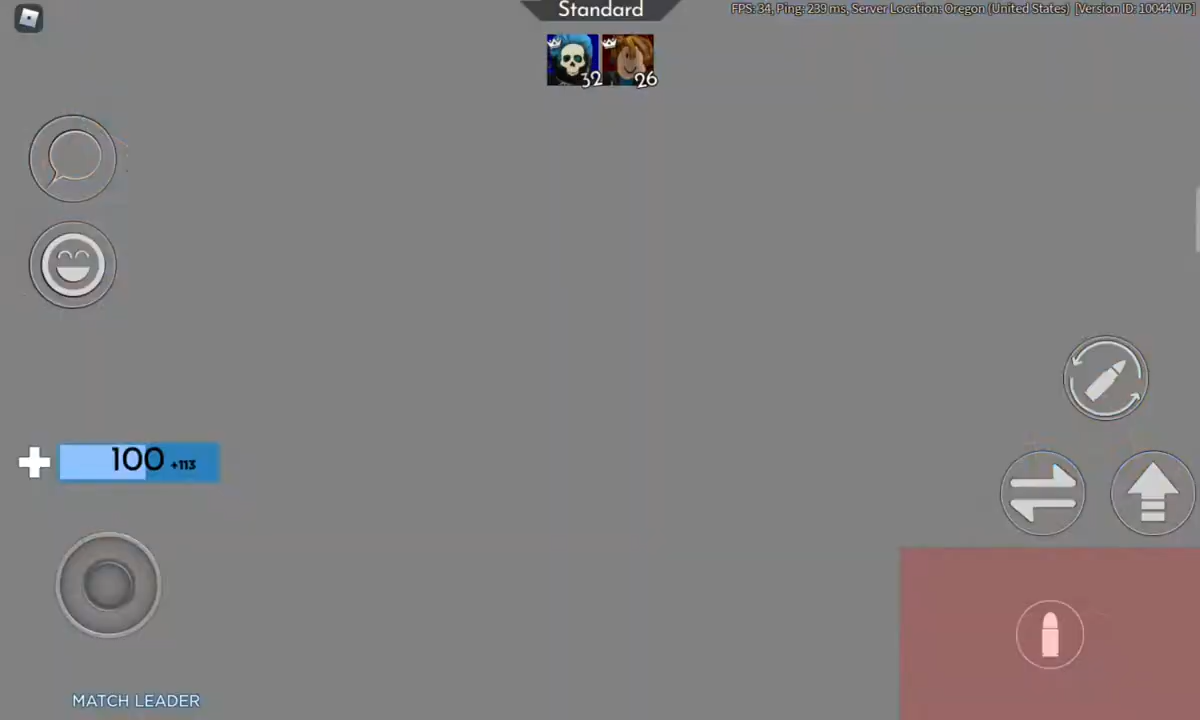 Standard
FPS: 34, Ping: 239 ms, Server Location: Oregon (United States) [Version ID: 10044 VIP]
32 26
100 +113
MATCH LEADER